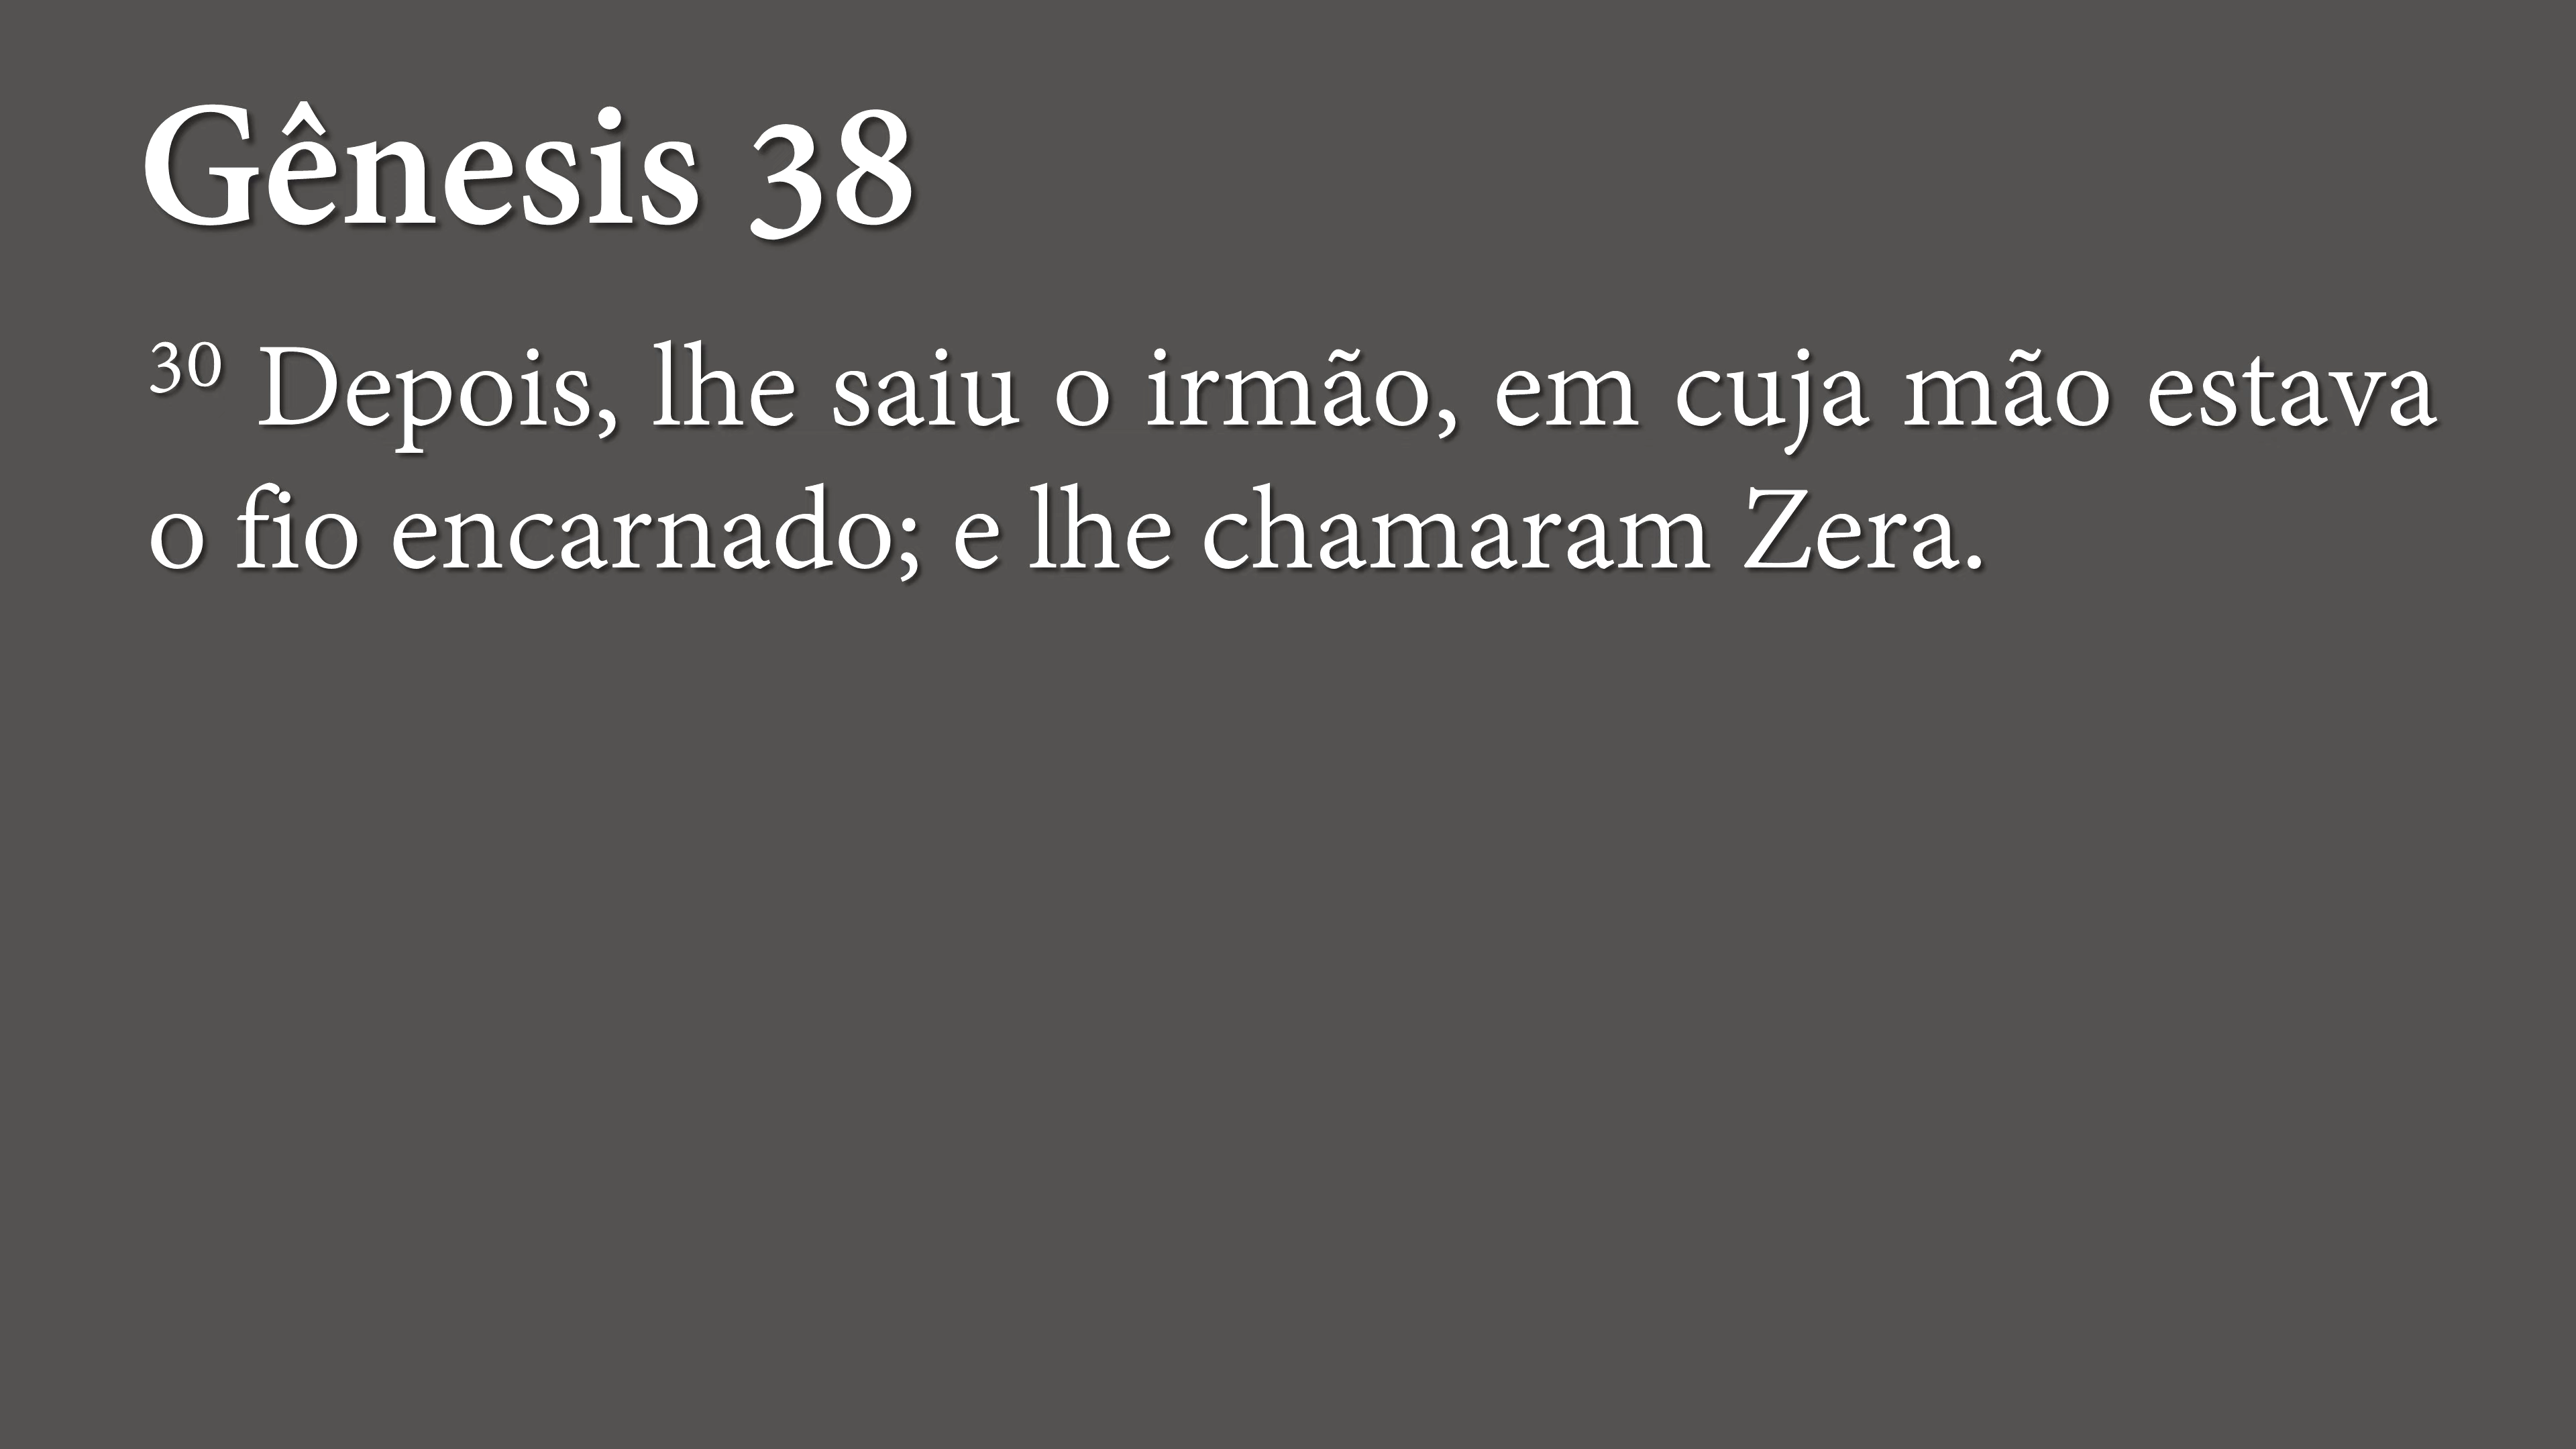 Gênesis 38
30 Depois, lhe saiu o irmão, em cuja mão estava
o fio encarnado; e lhe chamaram Zera.